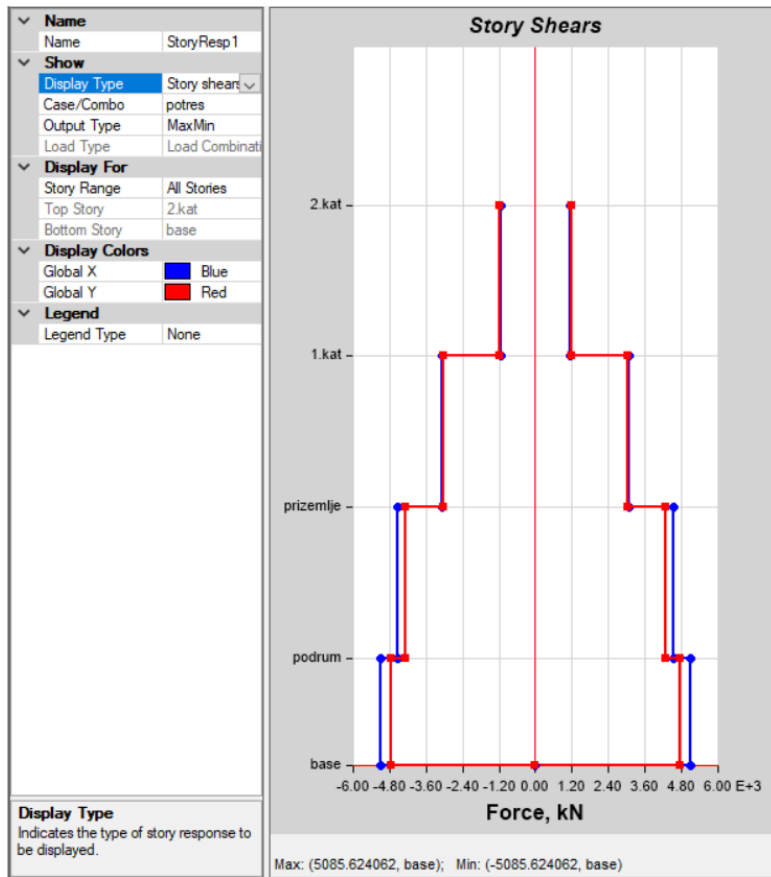 Name
Name StoryResp1
Show
Display Type Story shears
Case/Combo potres
Output Type MaxMin
Load Type Load Combinati
Display For
Story Range All Stories
Top Story 2.kat
Bottom Story base
Display Colors
Global X Blue
Global Y Red
Legend
Legend Type None
Display Type
Indicates the type of story response to
be displayed.
Story Shears
2.kat
1.kat
prizemlje
podrum
base
-6.00 -4.80 -3.60 -2.40 -1.20 0.00 1.20 2.40 3.60 4.80 6.00 E+3
Force, kN
Max: (5085.624062, base); Min: (-5085.624062, base)